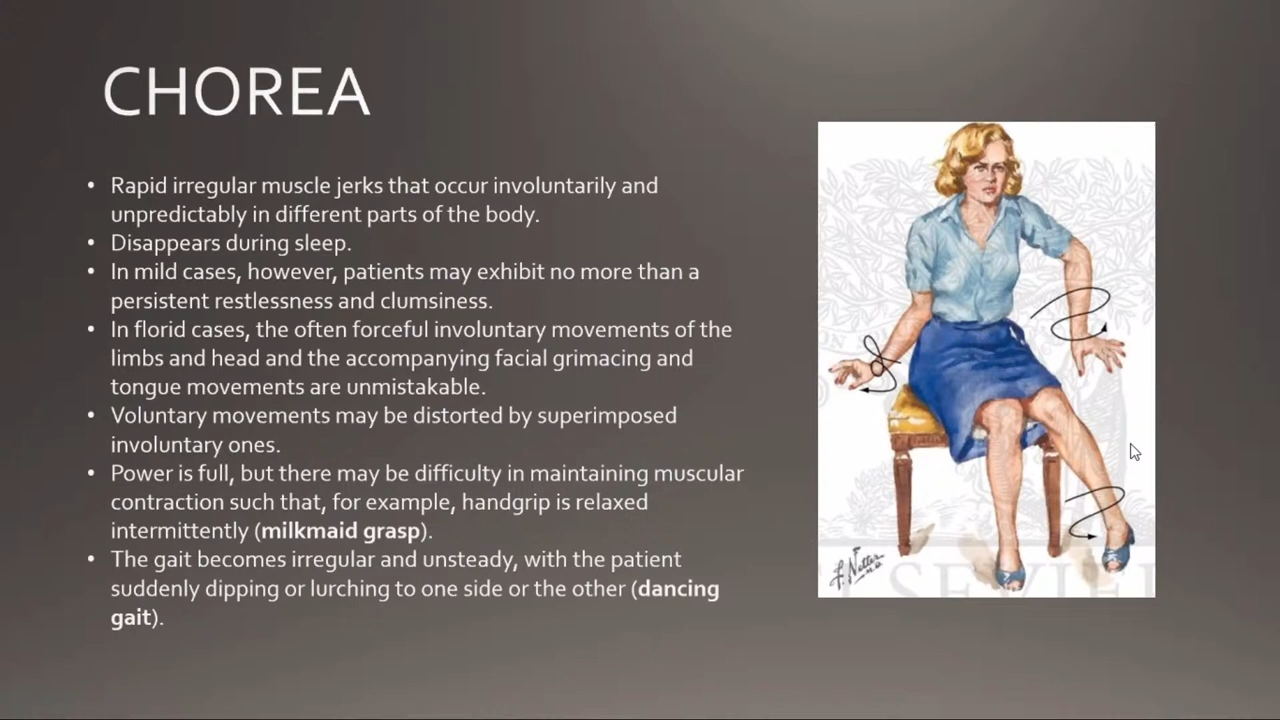 CHOREA
• Rapid irregular muscle jerks that occur involuntarily and
unpredictably in different parts of the body.
• Disappears during sleep.
• In mild cases, however, patients may exhibit no more than a
persistent restlessness and clumsiness.
• In florid cases, the often forceful involuntary movements of the
limbs and head and the accompanying facial grimacing and
tongue movements are unmistakable.
• Voluntary movements may be distorted by superimposed
involuntary ones.
• Power is full, but there may be difficulty in maintaining muscular
contraction such that, for example, handgrip is relaxed
intermittently (milkmaid grasp).
• The gait becomes irregular and unsteady, with the patient
suddenly dipping or lurching to one side or the other (dancing
gait).
F. Netter
M.D.